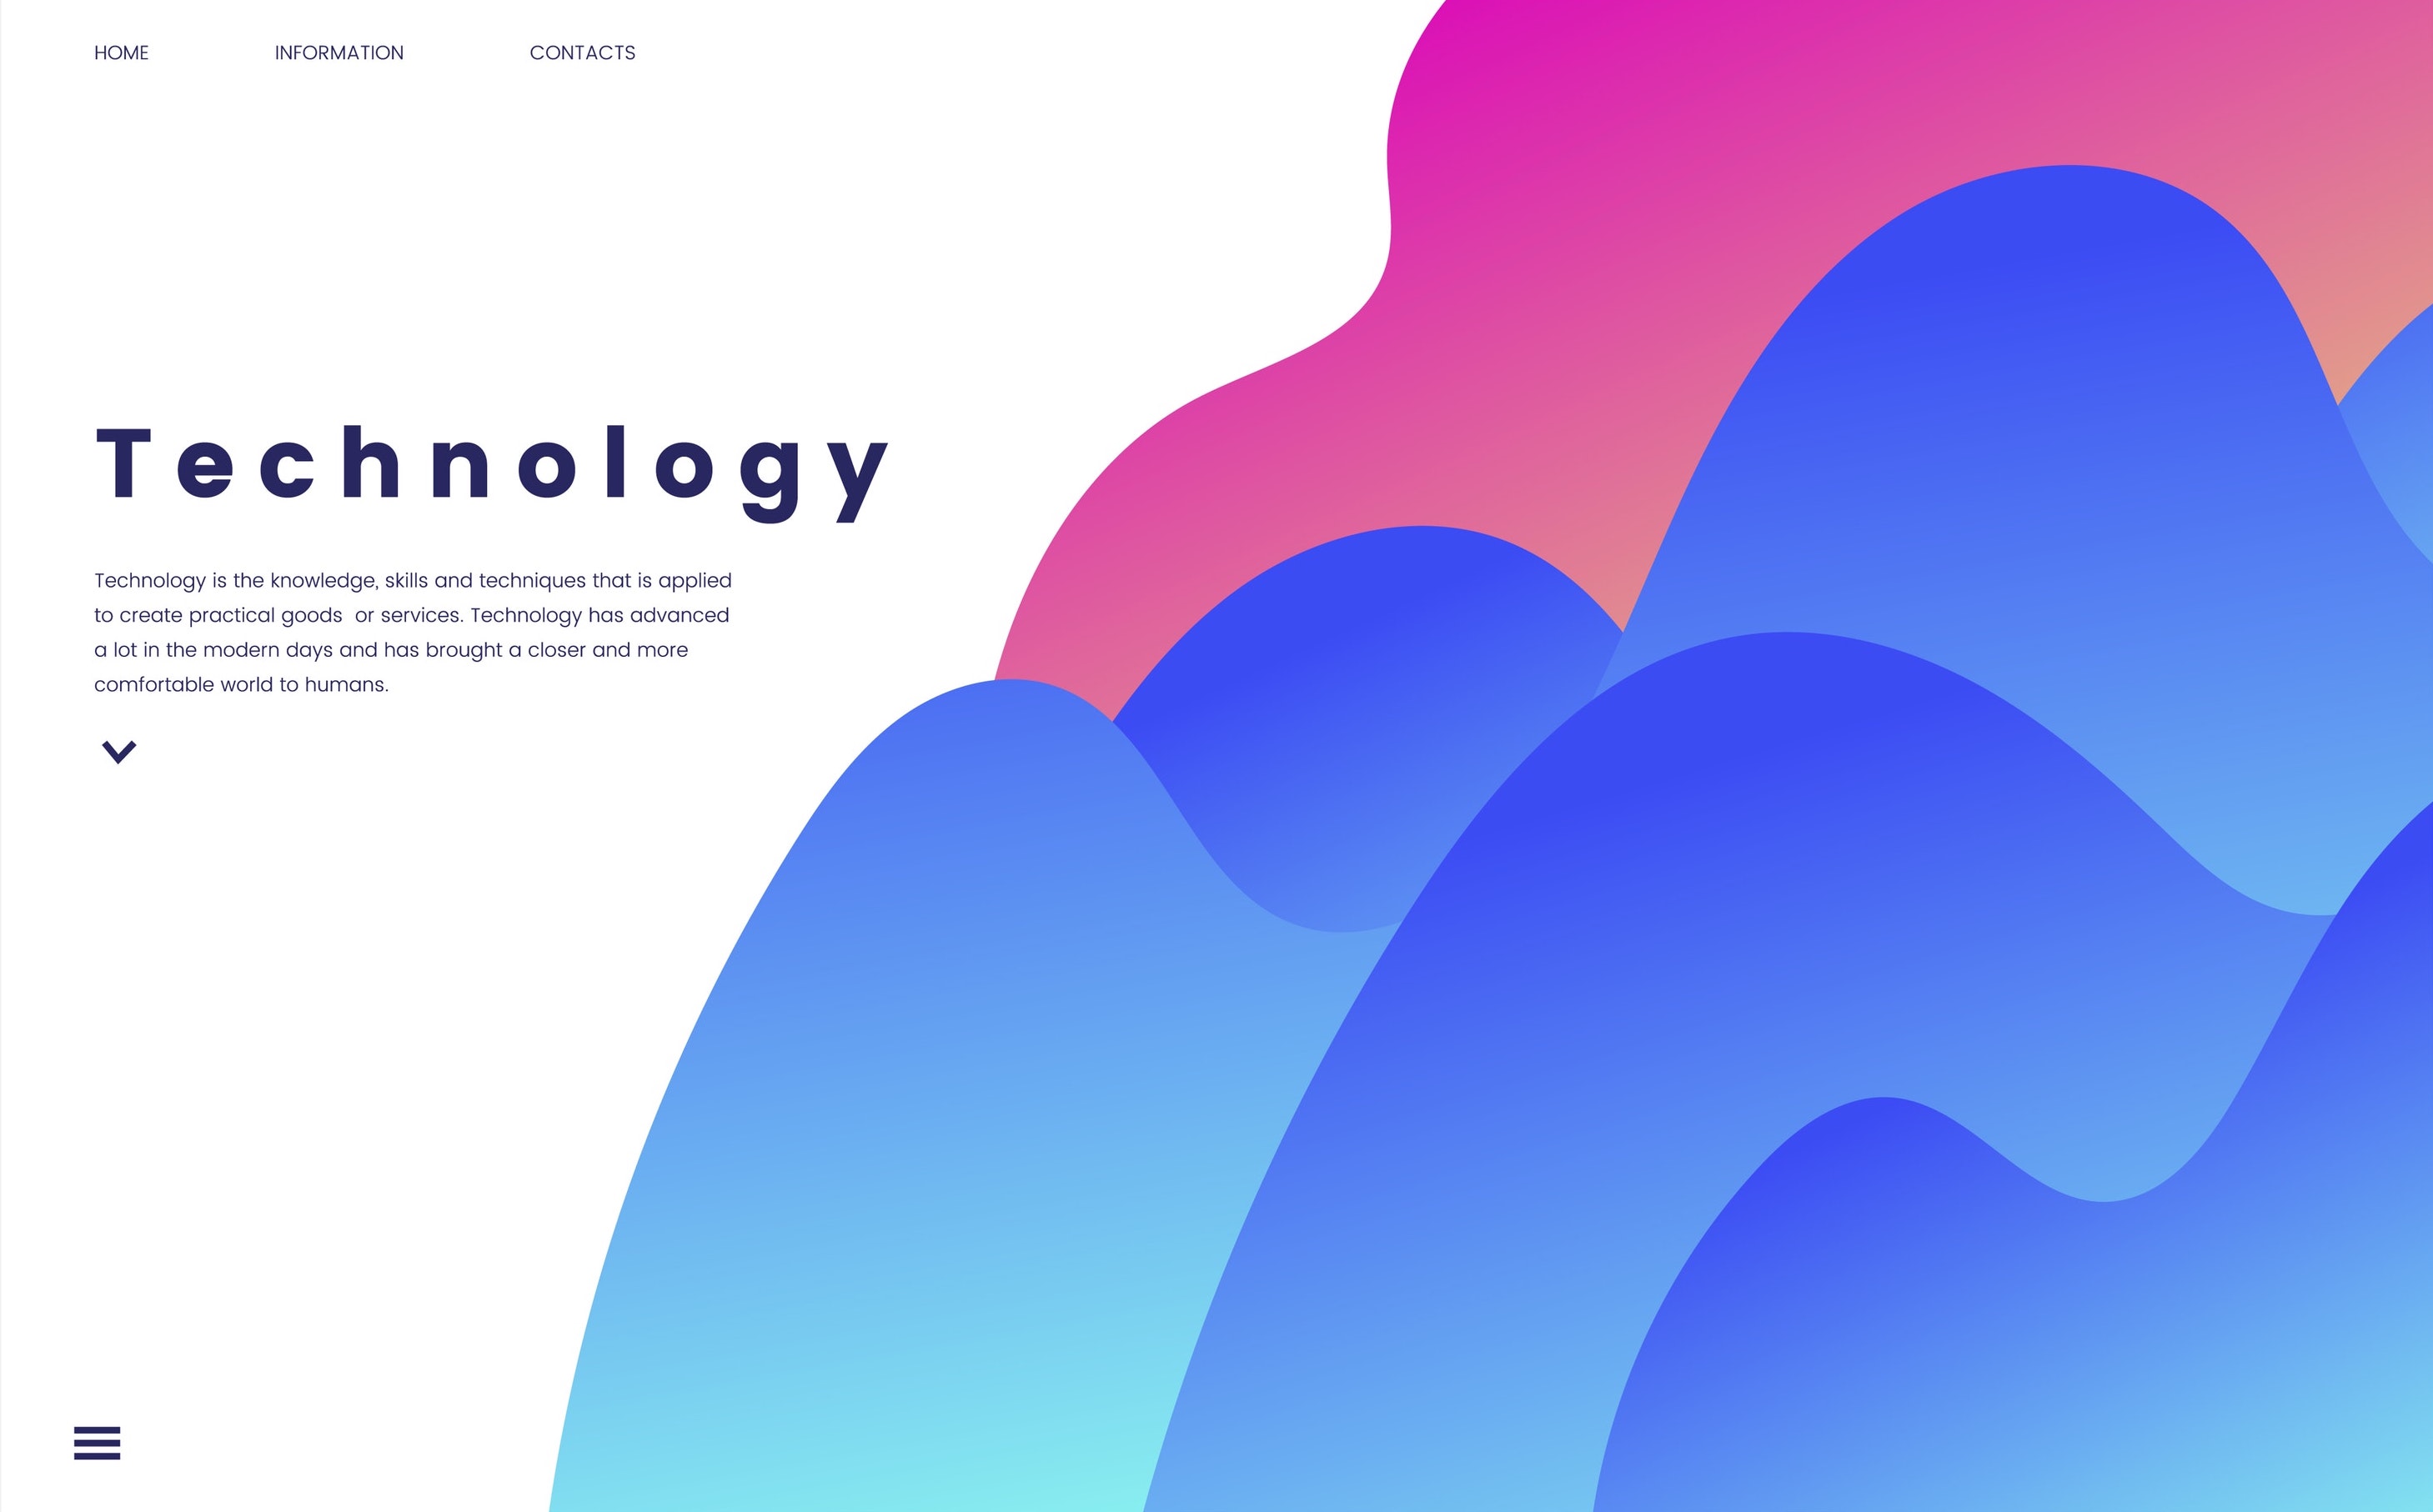 HOME INFORMATION CONTACTS
Technology
Technology is the knowledge, skills and techniques that is applied
to create practical goods  or services. Technology has advanced
a lot in the modern days and has brought a closer and more
comfortable world to humans.